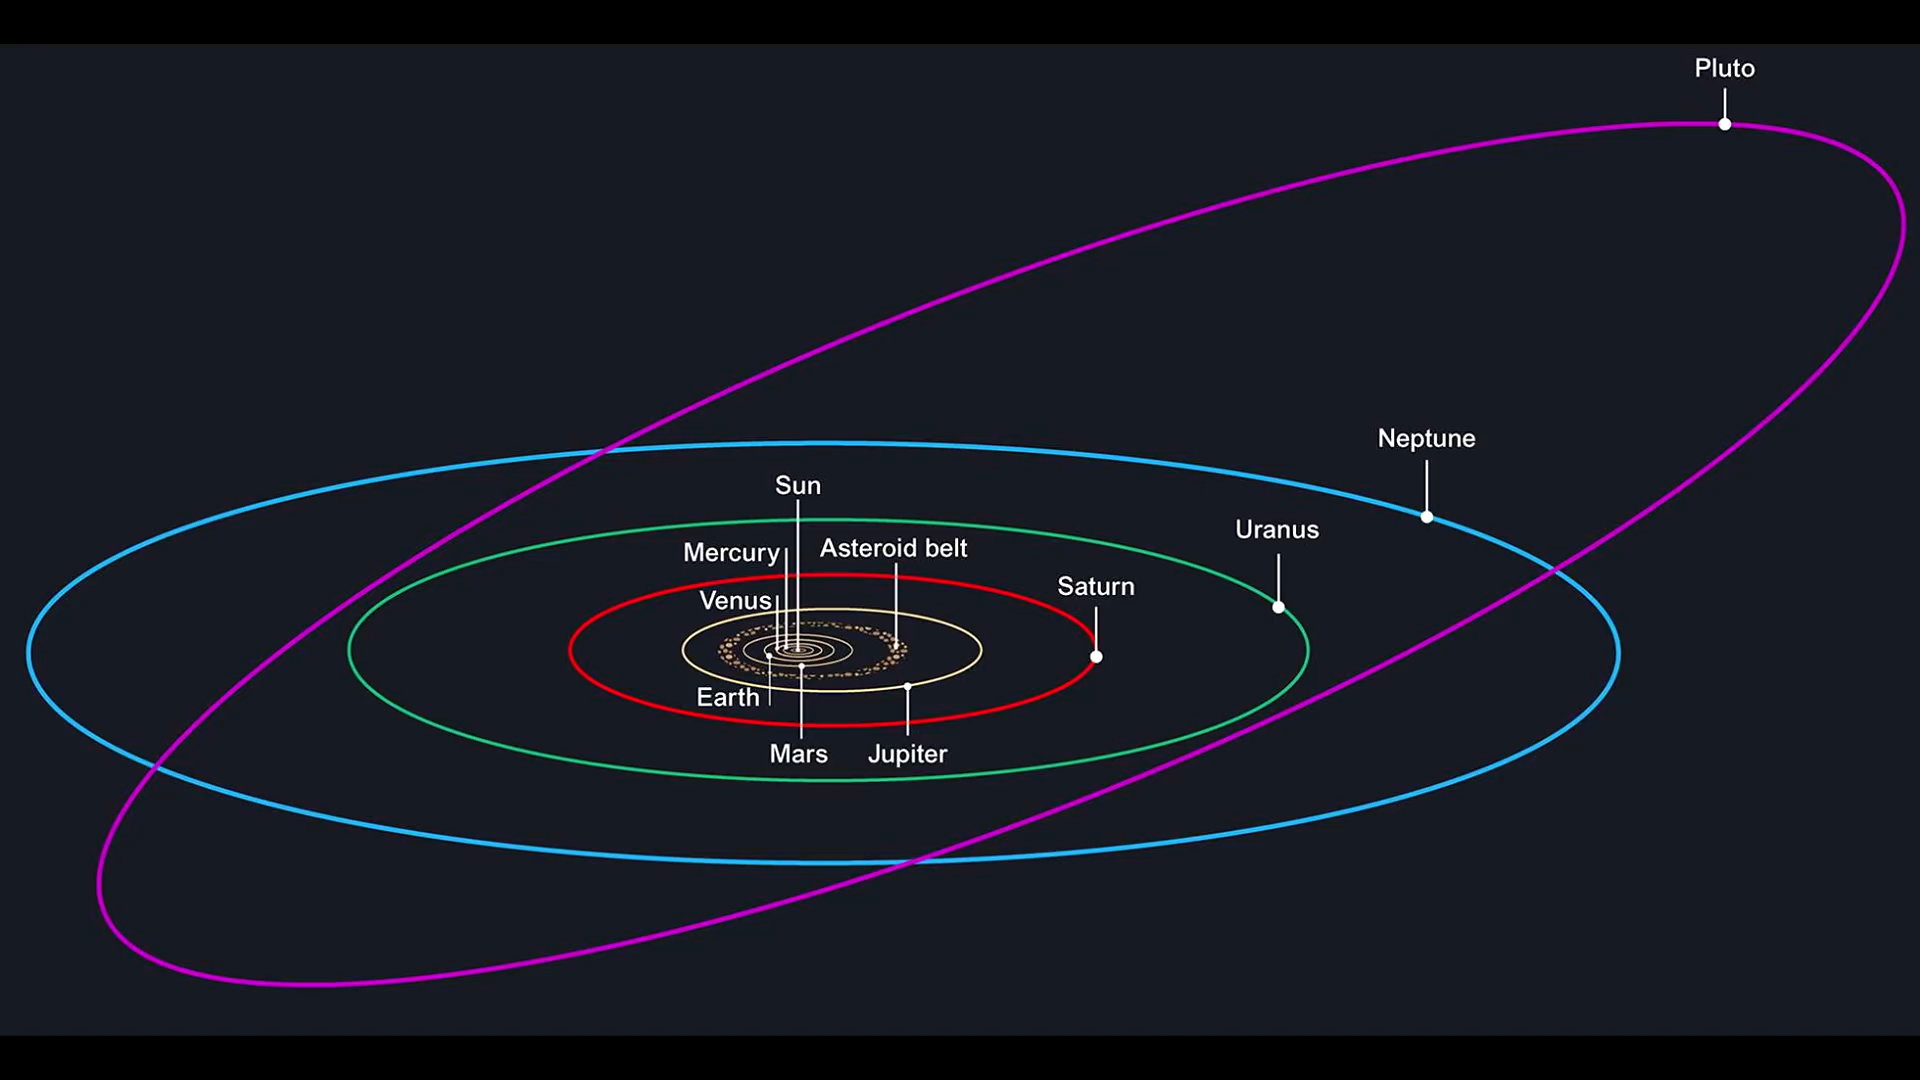 Pluto
Neptune
Sun
Uranus
Mercury
Asteroid belt
Saturn
Venus
Earth
Mars
Jupiter